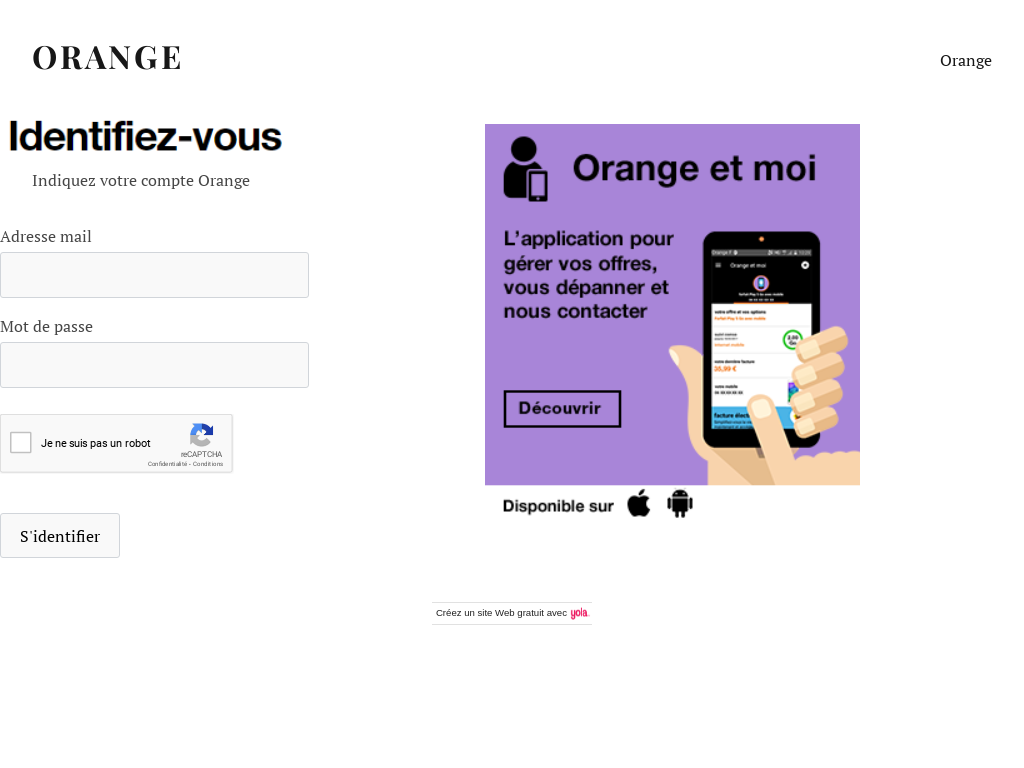 ORANGE
Orange
Identifiez-vous
Indiquez votre compte Orange
Adresse mail
Mot de passe
Je ne suis pas un robot
reCAPTCHA
Confidentialité - Conditions
S'identifier
Orange et moi
L'application pour
gérer vos offres,
vous dépanner et
nous contacter
Découvrir
Orange et moi
votre offre et vos options
votre dernière facture
35,99 €
votre mobile
facture élect
Disponible sur
Créez un site Web gratuit avec yola.